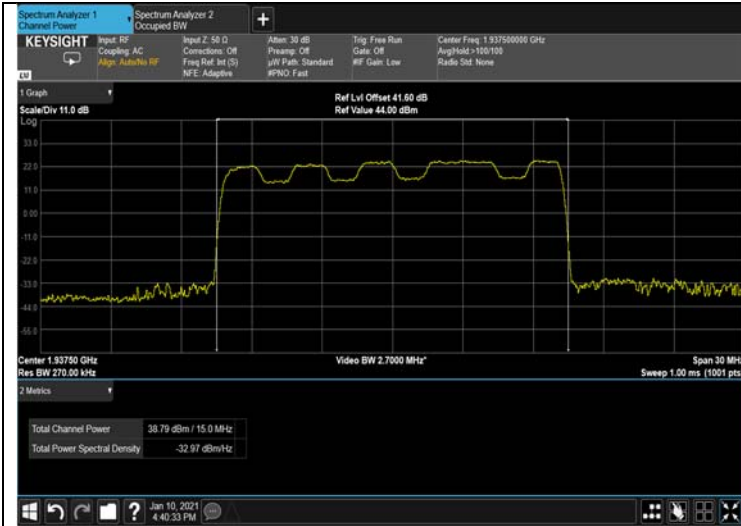 Spectrum Analyzer 1
Channel Power
Spectrum Analyzer 2
Occupied BW
+
KEYSIGHT
Input: RF
Coupling: AC
Align: Auto/No RF
Input Z: 50 Ω
Corrections: Off
Freq Ref: Int (S)
NFE: Adaptive
Atten: 30 dB
Preamp: Off
µW Path: Standard
#PNO: Fast
Trig: Free Run
Gate: Off
#IF Gain: Low
Center Freq: 1.937500000 GHz
Avg|Hold:>100/100
Radio Std: None
LXI
1 Graph
Scale/Div 11.0 dB
Ref Lvl Offset 41.60 dB
Ref Value 44.00 dBm
Log
33.0
22.0
11.0
0.00
-11.0
-22.0
-33.0
-44.0
-55.0
Center 1.93750 GHz
Res BW 270.00 kHz
Video BW 2.7000 MHz*
Span 30 MHz
Sweep 1.00 ms (1001 pts)
2 Metrics
Total Channel Power 38.79 dBm / 15.0 MHz
Total Power Spectral Density -32.97 dBm/Hz
?
Jan 10, 2021
4:40:33 PM